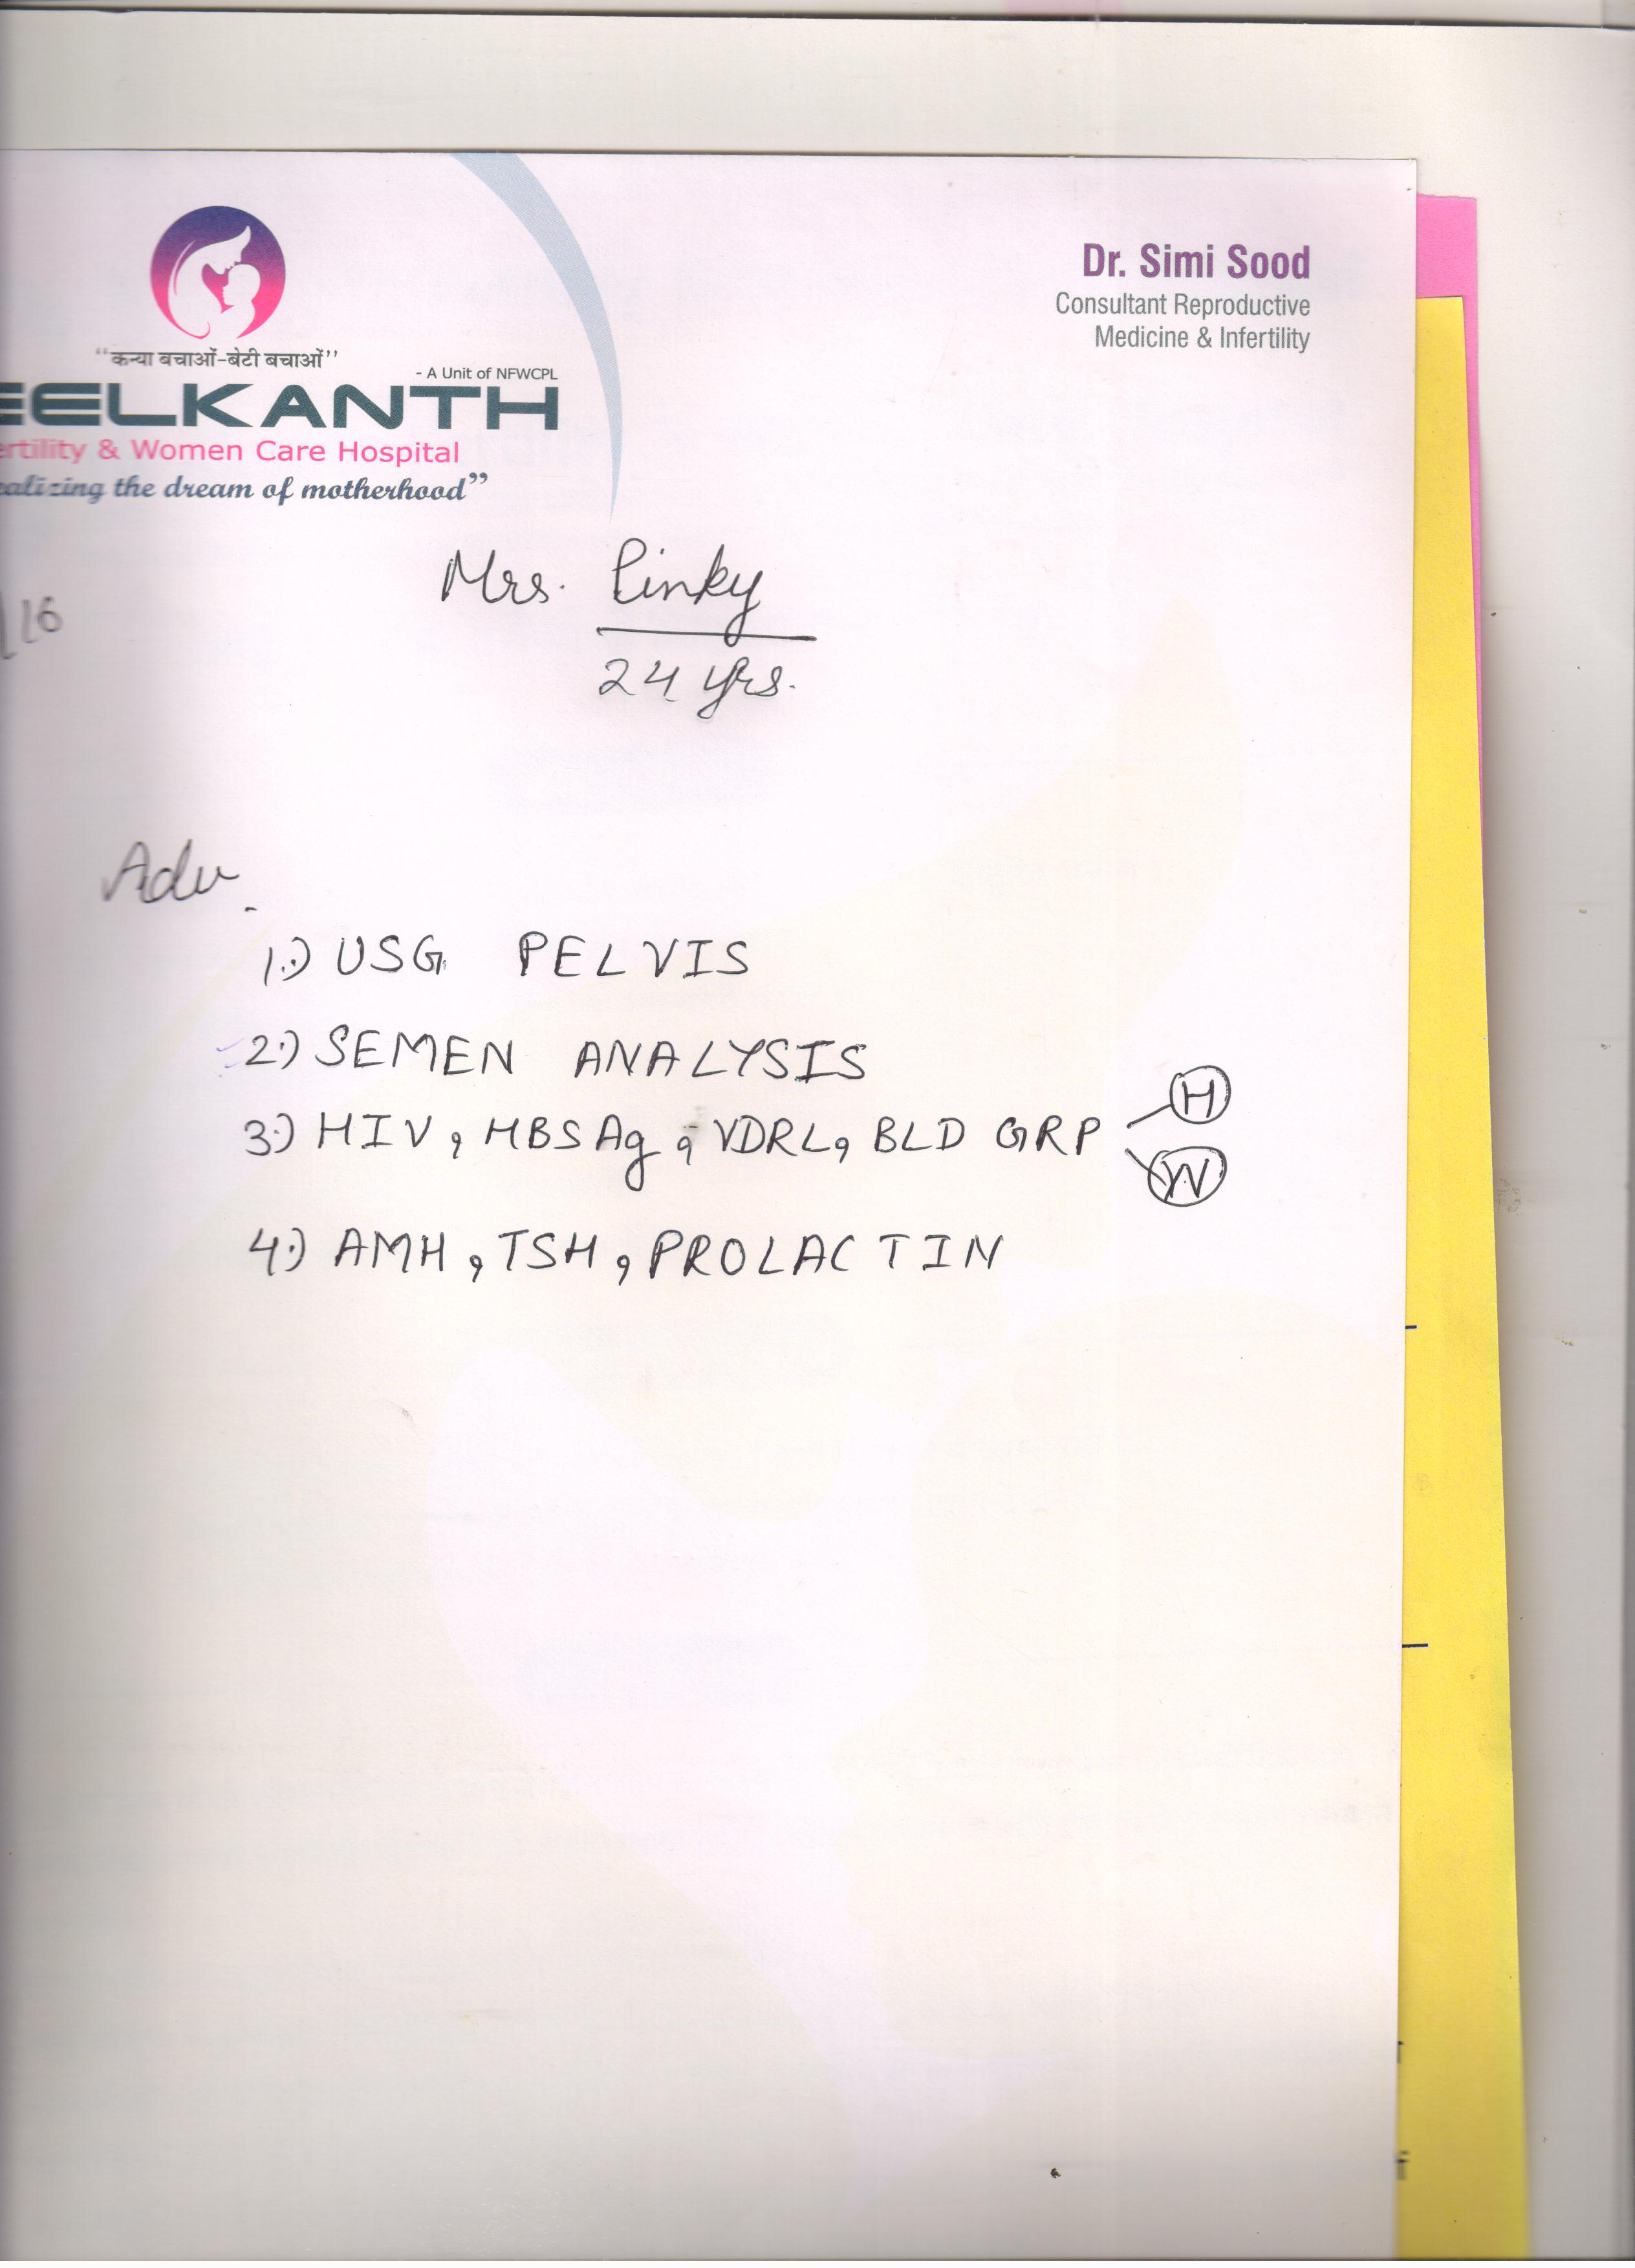 Dr. Simi Sood
Consultant Reproductive
Medicine & Infertility
"कन्या बचाओं-बेटी बचाओं"
- A Unit of NFWCPL
EELKANTH
ertility & Women Care Hospital
ealizing the dream of motherhood"
Mrs. Pinky
/16
24 yrs.
Adv.
1.) USG PELVIS
2.) SEMEN ANALYSIS
3.) HIV, HBSAg, VDRL, BLD GRP
H
W
4.) AMH, TSH, PROLACTIN